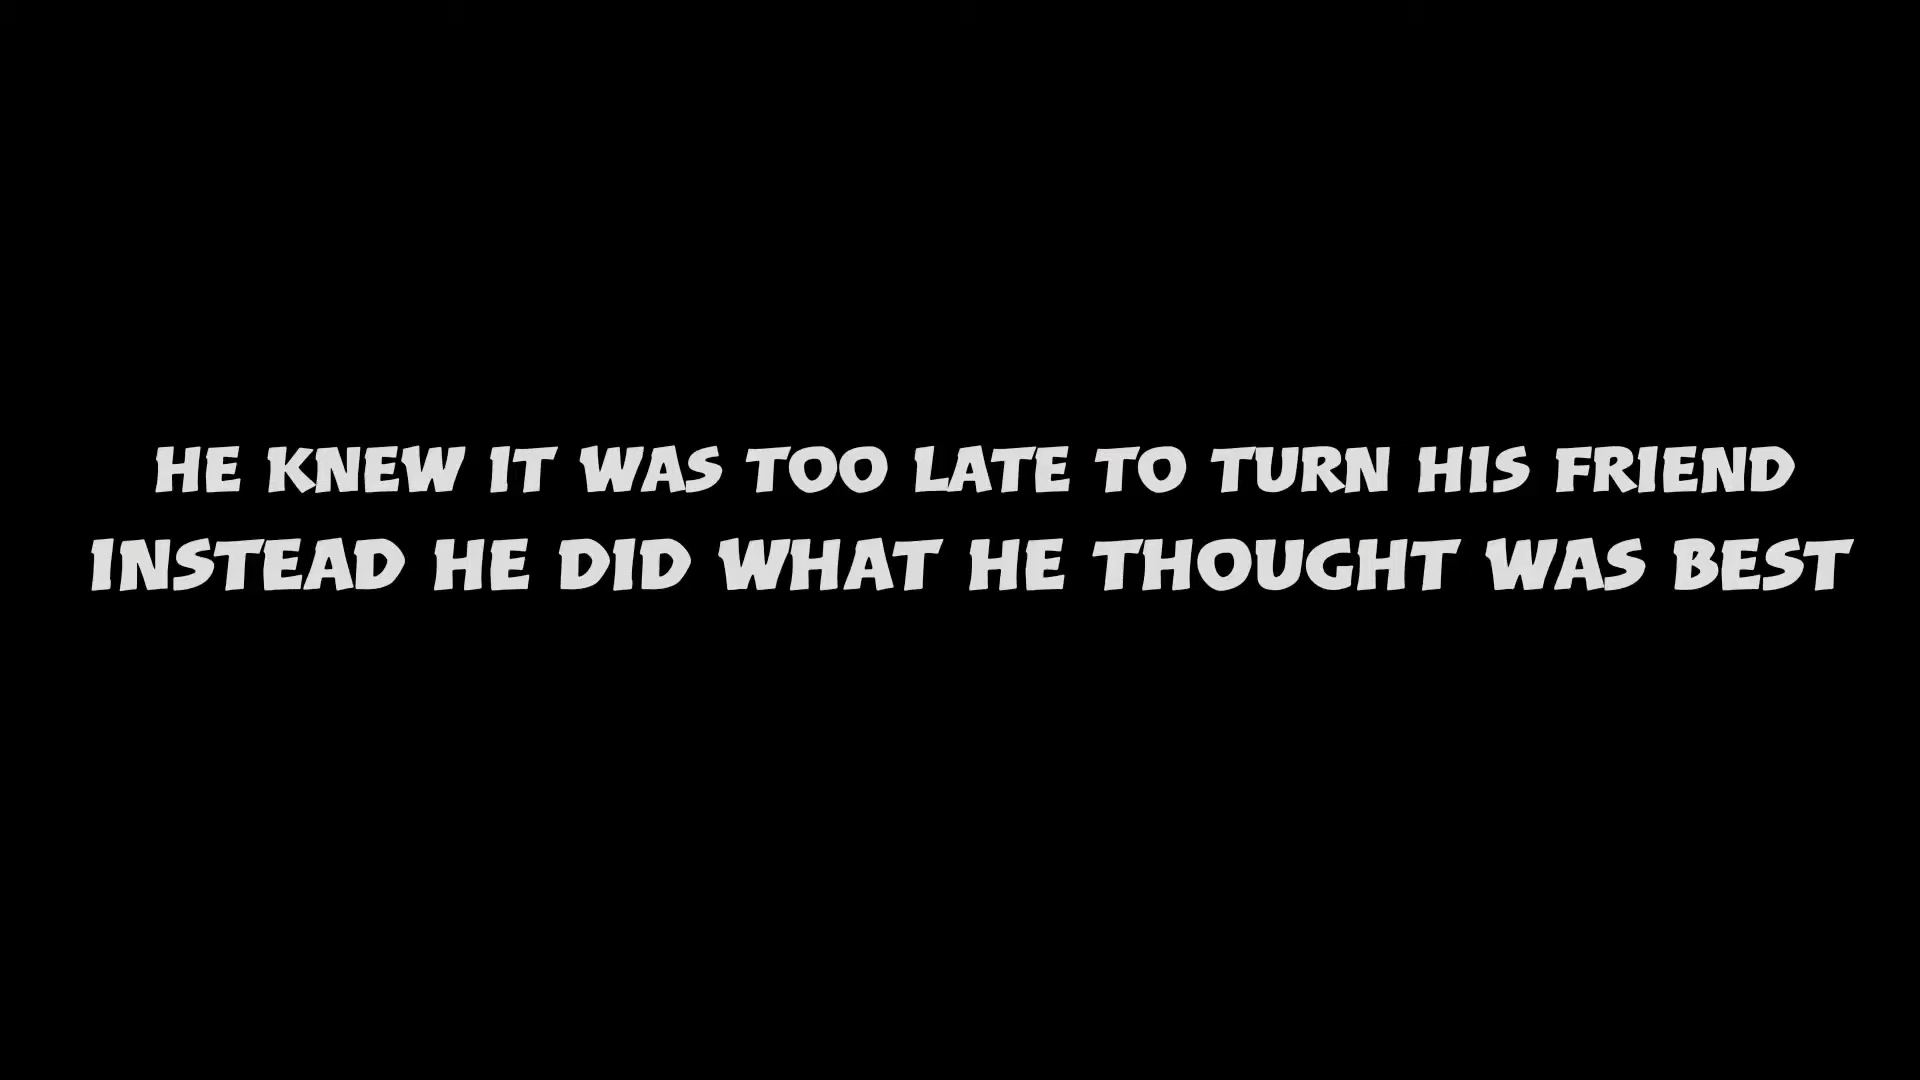 HE KNEW IT WAS TOO LATE TO TURN HIS FRIEND
INSTEAD HE DID WHAT HE THOUGHT WAS BEST